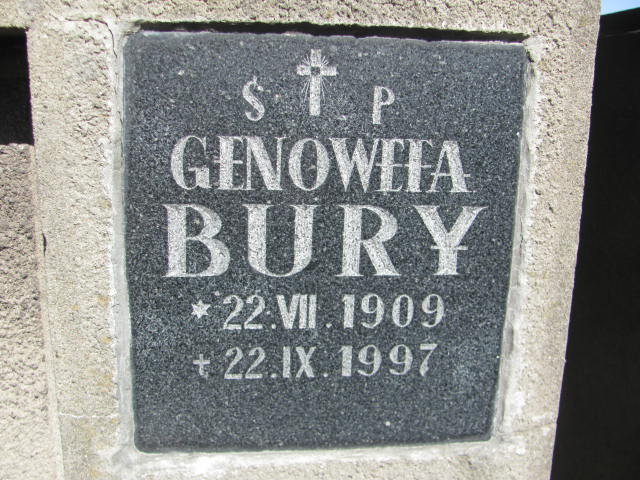 Ś P
GENOWEFA
BURY
* 22.VII.1909
+ 22.IX.1997